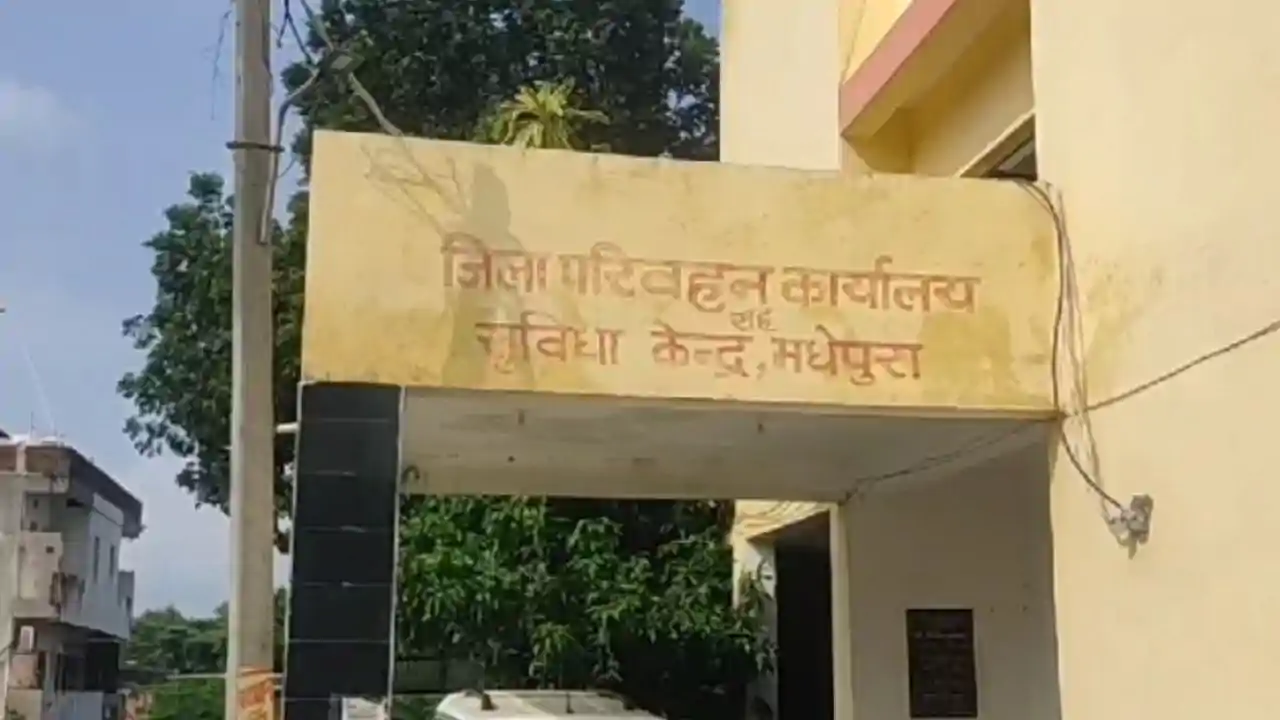 जिला परिवहन कार्यालय
सह
सुविधा केन्द्र, मधेपुरा